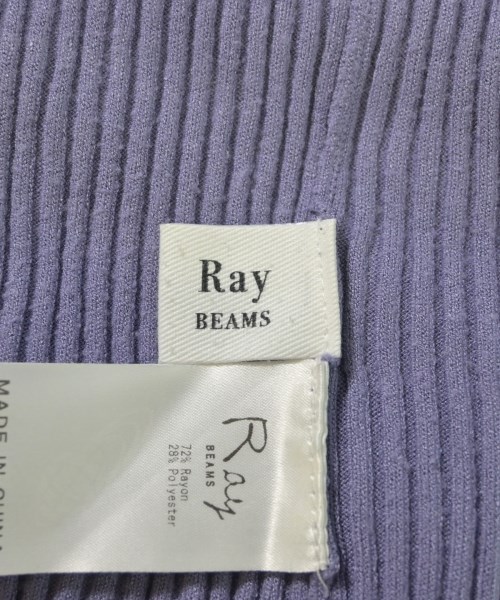 Ray
BEAMS
Ray
BEAMS
72% Rayon
28% Polyester
MADE IN CHINA